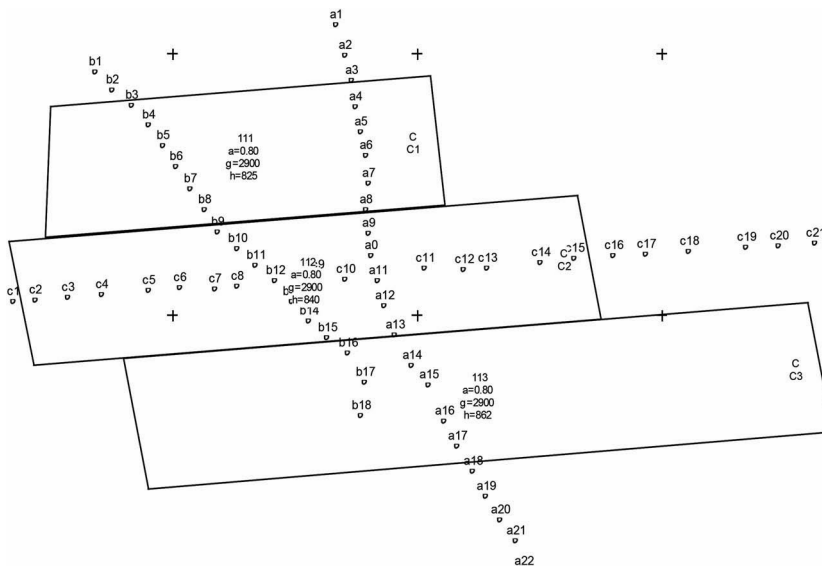 a1
a2
b1
a3
b2
b3
a4
b4
a5
111
C
b5
a=0.80
C1
a6
b6
g=2900
h=825
b7
a7
b8
a8
b9
a9
c21
b10
c19
c20
a0
c15
c16
c17
c18
C
b11
112
c14
C2
c11
c12
c13
b12
a=0.80
c10
a11
c5
c6
c7
c8
g=2900
c1
c2
c3
c4
h=840
a12
b14
b15
a13
b16
a14
C
b17
a15
113
C3
a=0.80
b18
a16
g=2900
h=862
a17
a18
a19
a20
a21
a22